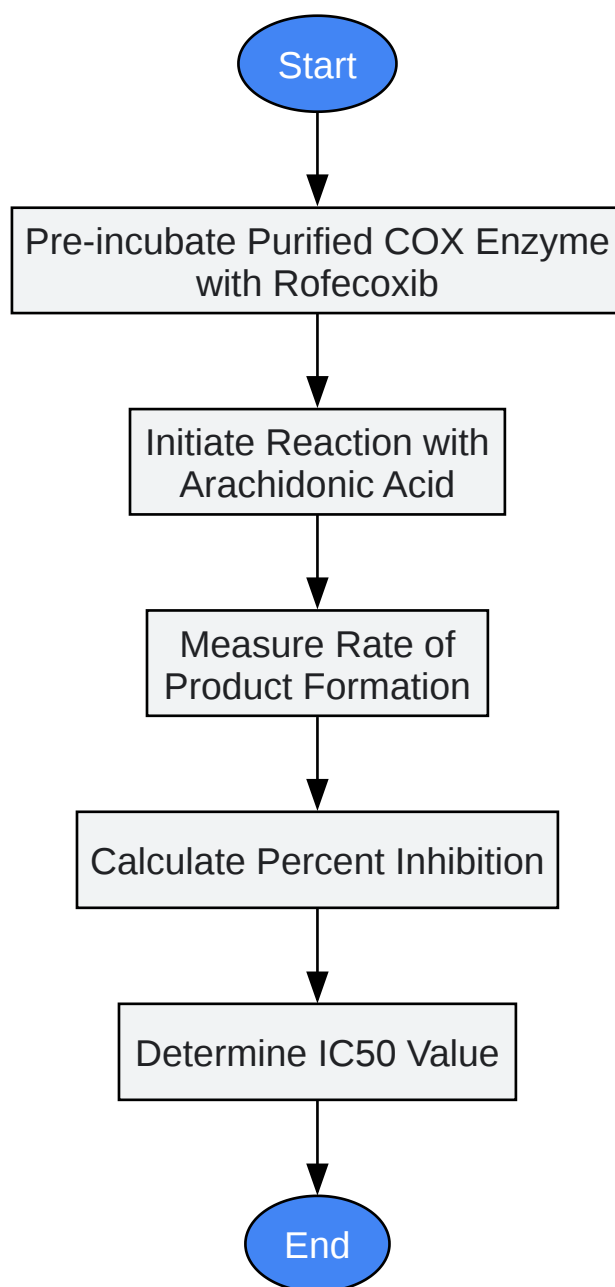 Start
Pre-incubate Purified COX Enzyme
with Rofecoxib
Initiate Reaction with
Arachidonic Acid
Measure Rate of
Product Formation
Calculate Percent Inhibition
Determine IC50 Value
End